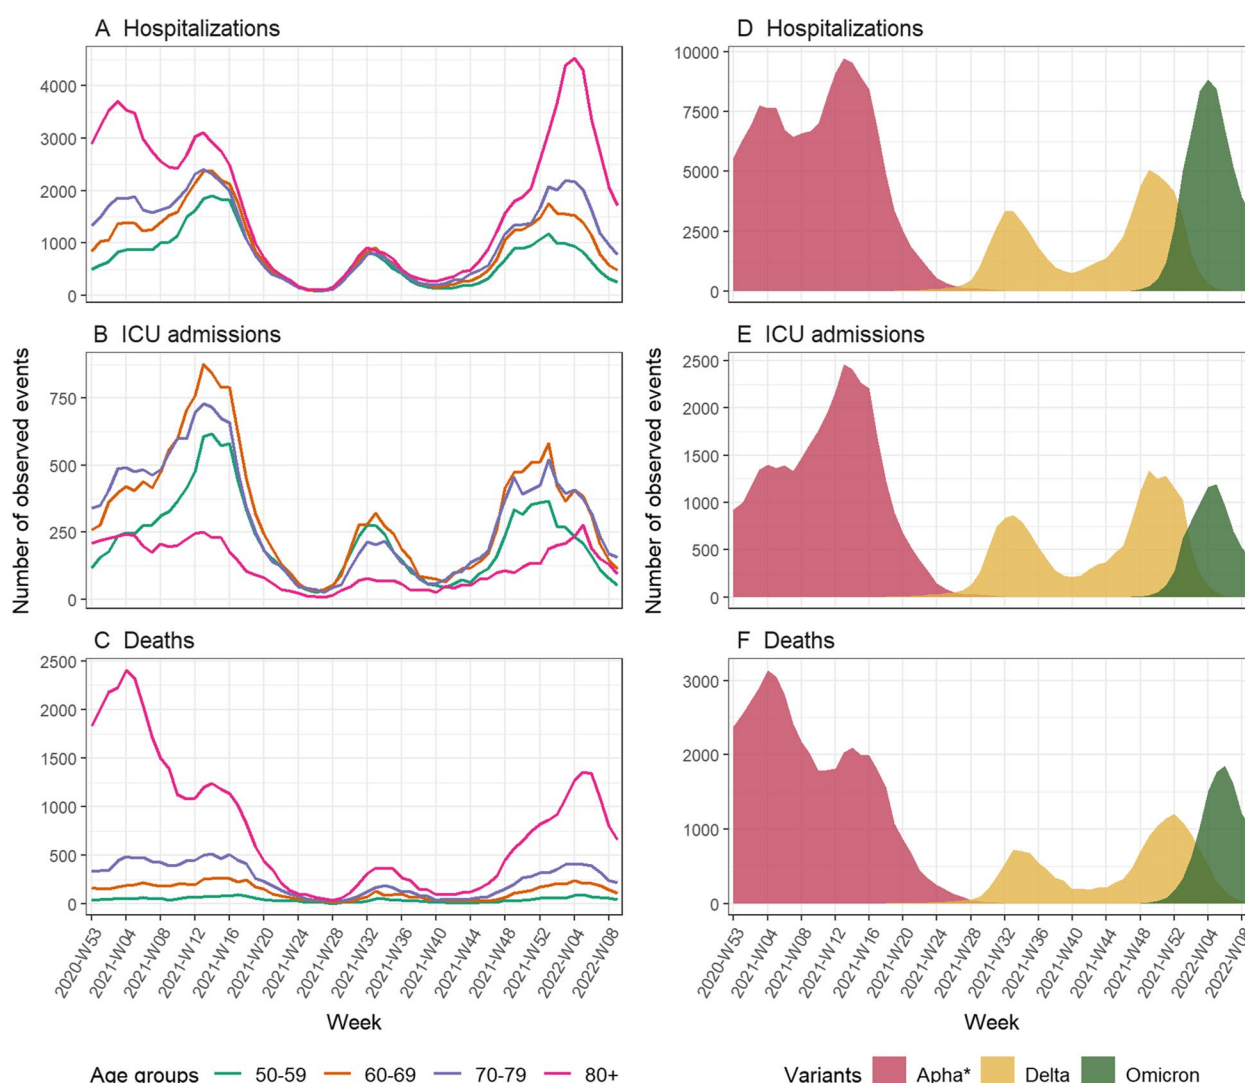 A Hospitalizations
4000
3000
2000
1000
0
B ICU admissions
750
500
250
0
C Deaths
2500
2000
1500
1000
500
0
Number of observed events
2020-W53
2021-W04
2021-W08
2021-W12
2021-W16
2021-W20
2021-W24
2021-W28
2021-W32
2021-W36
2021-W40
2021-W44
2021-W48
2021-W52
2022-W04
2022-W08
Week
Age groups 50-59 60-69 70-79 80+
D Hospitalizations
10000
7500
5000
2500
0
E ICU admissions
2500
2000
1500
1000
500
0
F Deaths
3000
2000
1000
0
Number of observed events
2020-W53
2021-W04
2021-W08
2021-W12
2021-W16
2021-W20
2021-W24
2021-W28
2021-W32
2021-W36
2021-W40
2021-W44
2021-W48
2021-W52
2022-W04
2022-W08
Week
Variants Apha* Delta Omicron